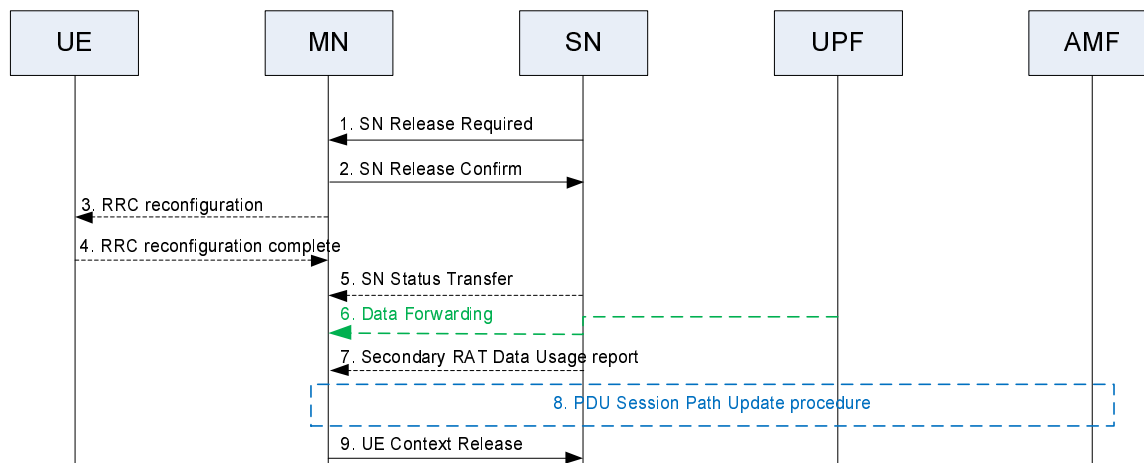 UE
MN
SN
UPF
AMF
1. SN Release Required
2. SN Release Confirm
3. RRC reconfiguration
4. RRC reconfiguration complete
5. SN Status Transfer
6. Data Forwarding
7. Secondary RAT Data Usage report
8. PDU Session Path Update procedure
9. UE Context Release